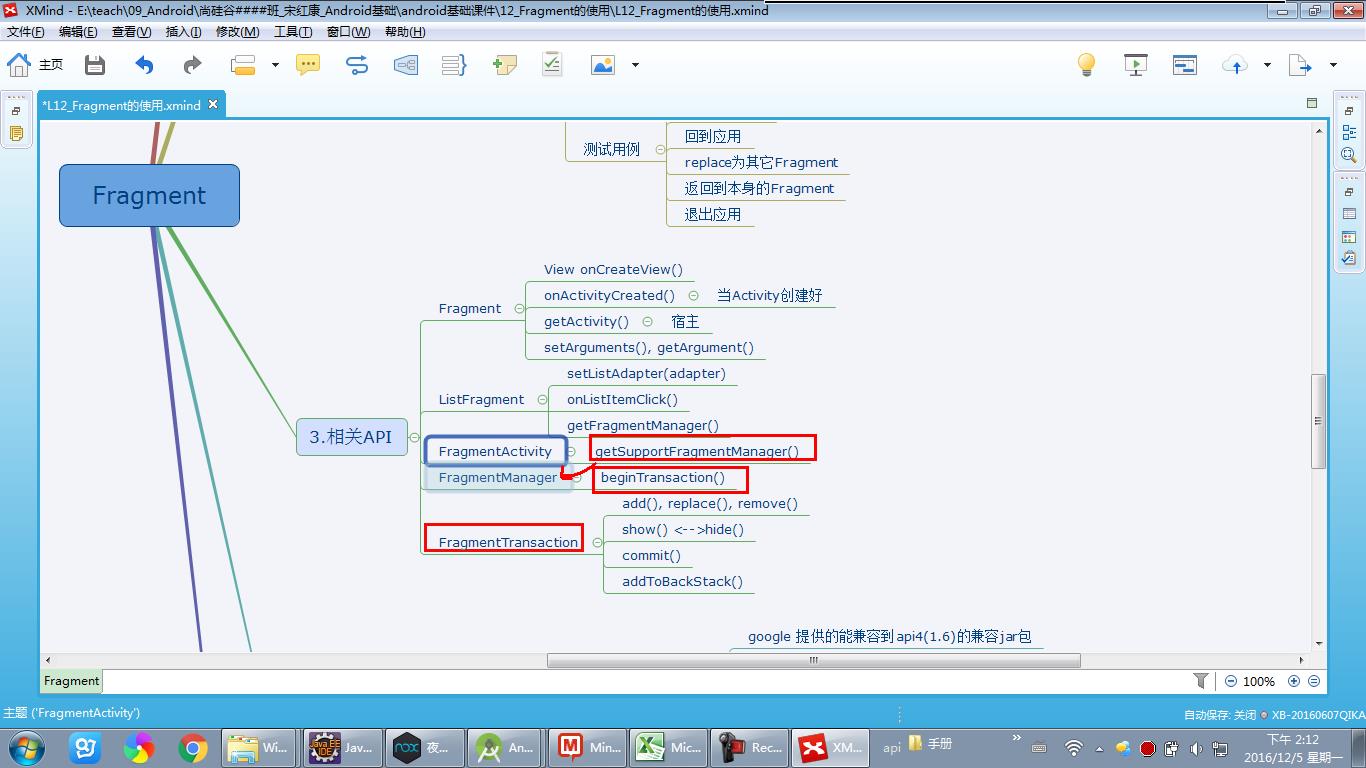 XMind - E:\teach\09_Android\尚硅谷####班_宋红康_Android基础\android基础课件\12_Fragment的使用\L12_Fragment的使用.xmind
文件(F) 编辑(E) 查看(V) 插入(I) 修改(M) 工具(T) 窗口(W) 帮助(H)
主页
*L12_Fragment的使用.xmind
Fragment
测试用例
回到应用
replace为其它Fragment
返回到本身的Fragment
退出应用
3.相关API
Fragment
View onCreateView()
onActivityCreated() 当Activity创建好
getActivity() 宿主
setArguments(), getArgument()
ListFragment
setListAdapter(adapter)
onListItemClick()
getFragmentManager()
FragmentActivity getSupportFragmentManager()
FragmentManager beginTransaction()
FragmentTransaction
add(), replace(), remove()
show() <-->hide()
commit()
addToBackStack()
google 提供的能兼容到api4(1.6)的兼容jar包
Fragment
100%
主题 ('FragmentActivity')
自动保存: 关闭 XB-20160607QIKA
Wi... Jav... 夜... An... Min... Mic... Rec... XM... api 手册
下午 2:12
2016/12/5 星期一